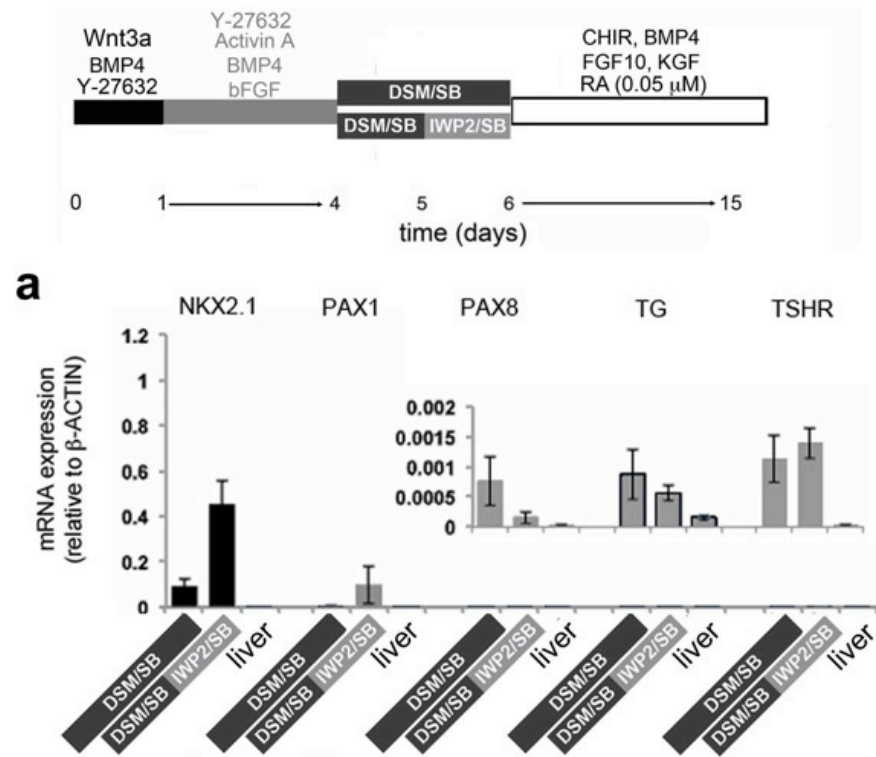 Wnt3a
BMP4
Y-27632
Y-27632
Activin A
BMP4
bFGF
CHIR, BMP4
FGF10, KGF
RA (0.05 µM)
DSM/SB
DSM/SB IWP2/SB
0 1 4 5 6 15
time (days)
a
NKX2.1 PAX1 PAX8 TG TSHR
mRNA expression
(relative to β-ACTIN)
1.2
1
0.8
0.6
0.4
0.2
0
0.002
0.0015
0.001
0.0005
0
DSM/SB
DSM/SB IWP2/SB
liver
DSM/SB
DSM/SB IWP2/SB
liver
DSM/SB
DSM/SB IWP2/SB
liver
DSM/SB
DSM/SB IWP2/SB
liver
DSM/SB
DSM/SB IWP2/SB
liver